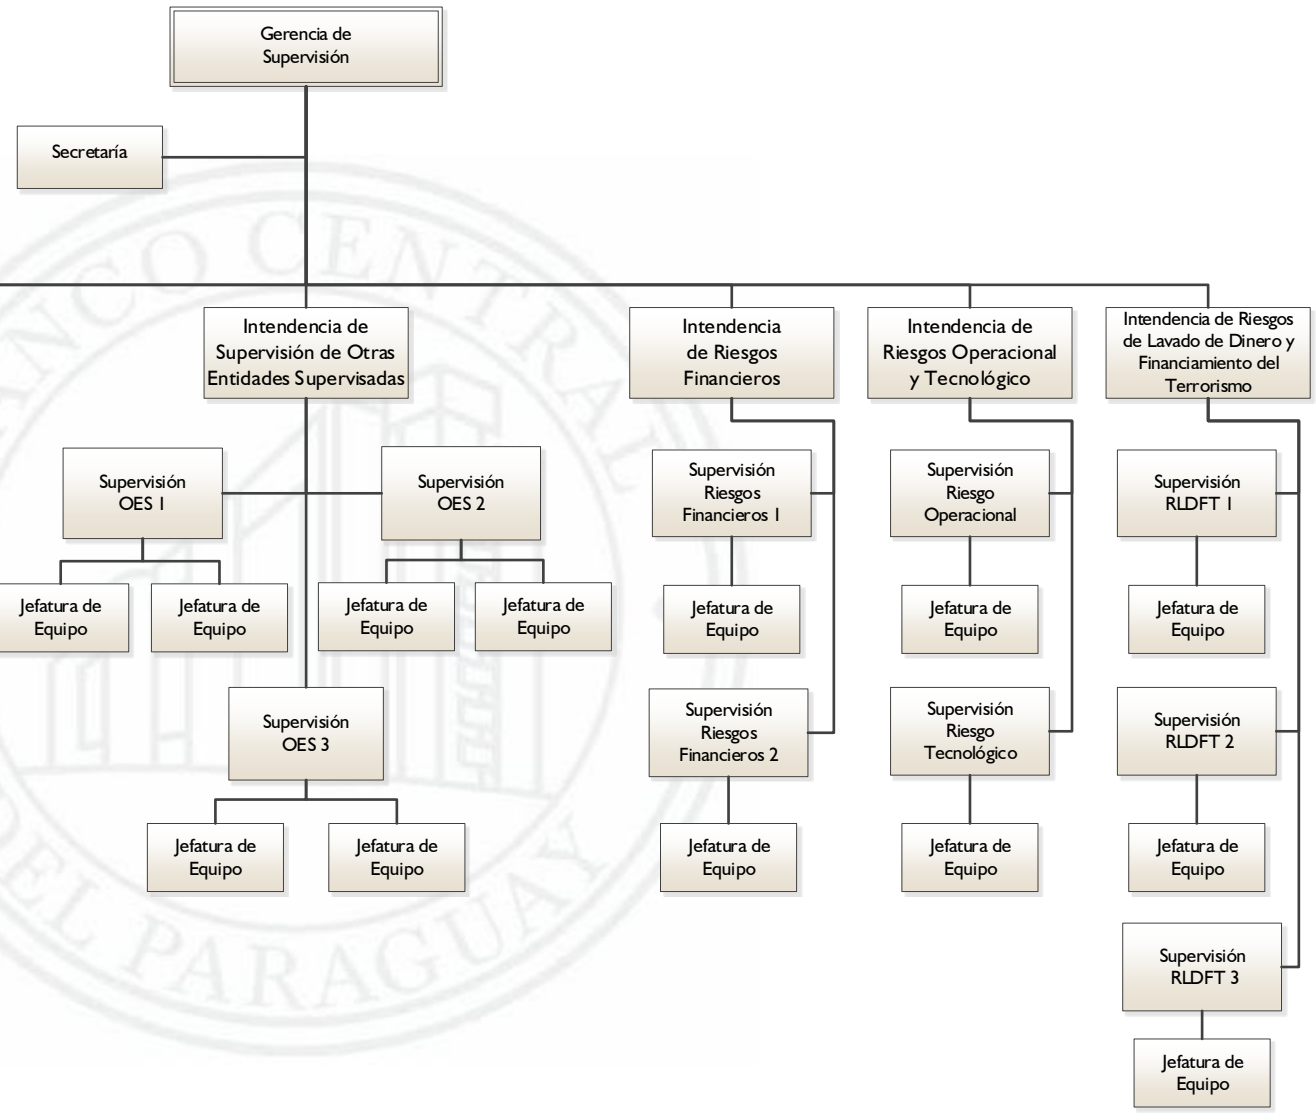 Gerencia de
Supervisión
Secretaría
BANCO CENTRAL
DEL PARAGUAY
Intendencia de
Supervisión de Otras
Entidades Supervisadas
Intendencia
de Riesgos
Financieros
Intendencia de
Riesgos Operacional
y Tecnológico
Intendencia de Riesgos
de Lavado de Dinero y
Financiamiento del
Terrorismo
Supervisión
OES 1
Supervisión
OES 2
Jefatura de
Equipo
Jefatura de
Equipo
Jefatura de
Equipo
Jefatura de
Equipo
Supervisión
OES 3
Jefatura de
Equipo
Jefatura de
Equipo
Supervisión
Riesgos
Financieros 1
Jefatura de
Equipo
Supervisión
Riesgos
Financieros 2
Jefatura de
Equipo
Supervisión
Riesgo
Operacional
Jefatura de
Equipo
Supervisión
Riesgo
Tecnológico
Jefatura de
Equipo
Supervisión
RLDFT 1
Jefatura de
Equipo
Supervisión
RLDFT 2
Jefatura de
Equipo
Supervisión
RLDFT 3
Jefatura de
Equipo